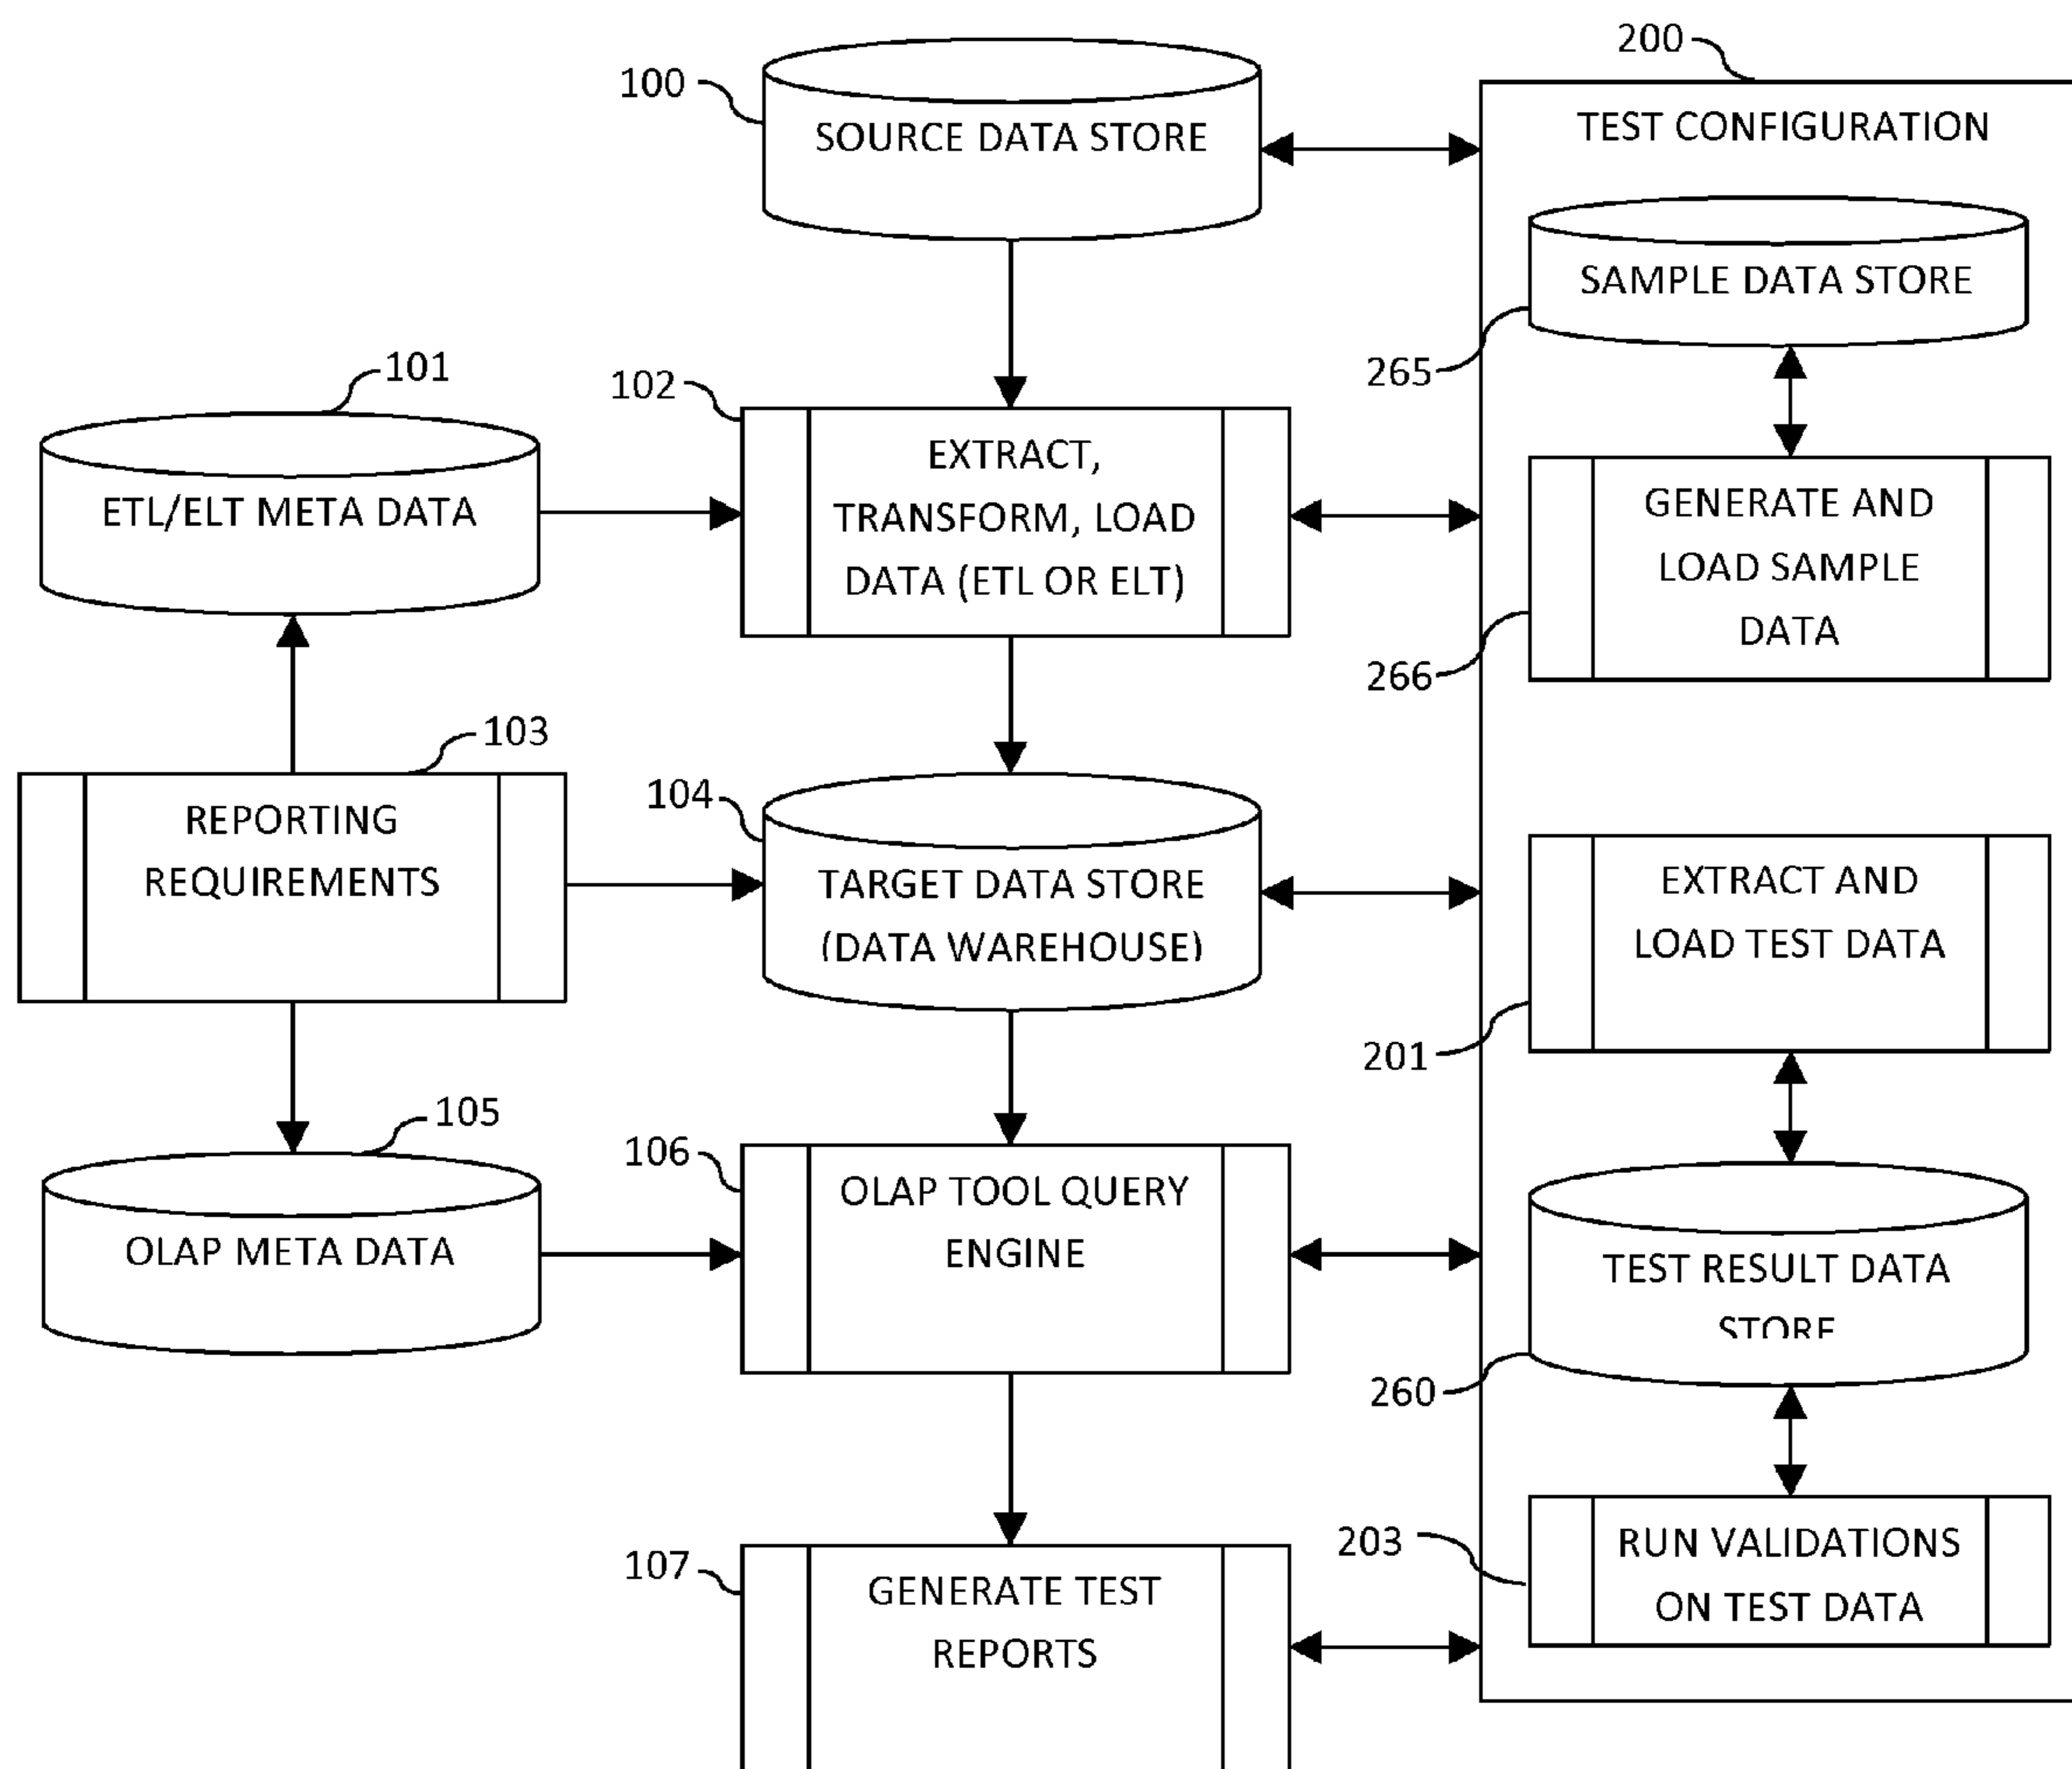 200
100
SOURCE DATA STORE
TEST CONFIGURATION
SAMPLE DATA STORE
265
101
102
ETL/ELT META DATA
EXTRACT,
TRANSFORM, LOAD
DATA (ETL OR ELT)
GENERATE AND
LOAD SAMPLE
DATA
266
103
REPORTING
REQUIREMENTS
104
TARGET DATA STORE
(DATA WAREHOUSE)
EXTRACT AND
LOAD TEST DATA
201
105
OLAP META DATA
106
OLAP TOOL QUERY
ENGINE
TEST RESULT DATA
STORE
260
107
GENERATE TEST
REPORTS
203
RUN VALIDATIONS
ON TEST DATA